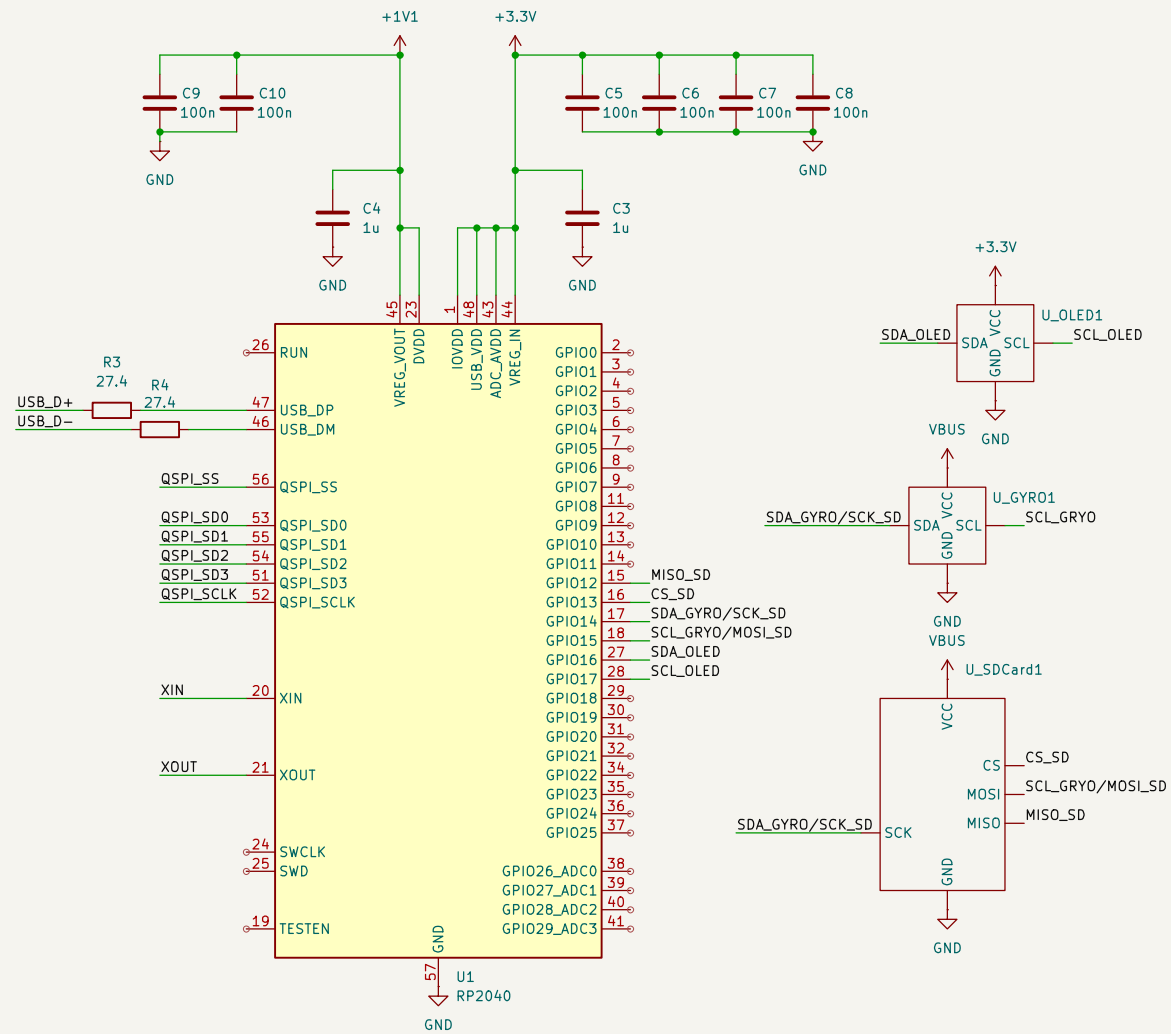 +1V1
+3.3V
C9
100n
C10
100n
C5
100n
C6
100n
C7
100n
C8
100n
GND
GND
C4
1u
C3
1u
GND
GND
45
23
1
48
43
44
VREG_VOUT
DVDD
IOVDD
USB_VDD
ADC_AVDD
VREG_IN
26 RUN
R3
27.4
R4
27.4
USB_D+
47 USB_DP
USB_D-
46 USB_DM
QSPI_SS 56 QSPI_SS
QSPI_SD0 53 QSPI_SD0
QSPI_SD1 55 QSPI_SD1
QSPI_SD2 54 QSPI_SD2
QSPI_SD3 51 QSPI_SD3
QSPI_SCLK 52 QSPI_SCLK
XIN 20 XIN
XOUT 21 XOUT
24 SWCLK
25 SWD
19 TESTEN
GPIO0 2
GPIO1 3
GPIO2 4
GPIO3 5
GPIO4 6
GPIO5 7
GPIO6 8
GPIO7 9
GPIO8 11
GPIO9 12
GPIO10 13
GPIO11 14
GPIO12 15 MISO_SD
GPIO13 16 CS_SD
GPIO14 17 SDA_GYRO/SCK_SD
GPIO15 18 SCL_GRYO/MOSI_SD
GPIO16 27 SDA_OLED
GPIO17 28 SCL_OLED
GPIO18 29
GPIO19 30
GPIO20 31
GPIO21 32
GPIO22 34
GPIO23 35
GPIO24 36
GPIO25 37
GPIO26_ADC0 38
GPIO27_ADC1 39
GPIO28_ADC2 40
GPIO29_ADC3 41
GND
57
U1
RP2040
GND
+3.3V
U_OLED1
SDA_OLED SDA VCC GND SCL SCL_OLED
GND
VBUS
U_GYRO1
SDA_GYRO/SCK_SD SDA VCC GND SCL SCL_GRYO
GND
VBUS
U_SDCard1
VCC
CS CS_SD
MOSI SCL_GRYO/MOSI_SD
MISO MISO_SD
SDA_GYRO/SCK_SD SCK
GND
GND